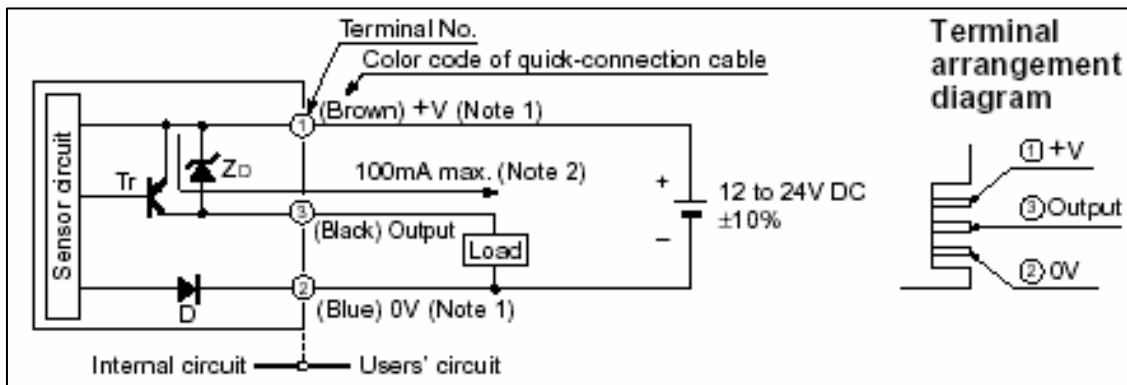 Terminal No.
Color code of quick-connection cable
① (Brown) +V (Note 1)
Sensor circuit
Tr
ZD
100mA max. (Note 2)
③
(Black) Output
Load
+
−
12 to 24V DC
±10%
D
②
(Blue) 0V (Note 1)
Internal circuit
Users' circuit
Terminal
arrangement
diagram
① +V
③ Output
② 0V